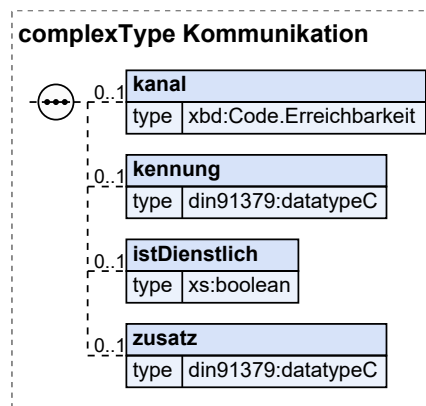 complexType Kommunikation
0..1 kanal
type xbd:Code.Erreichbarkeit
0..1 kennung
type din91379:datatypeC
0..1 istDienstlich
type xs:boolean
0..1 zusatz
type din91379:datatypeC